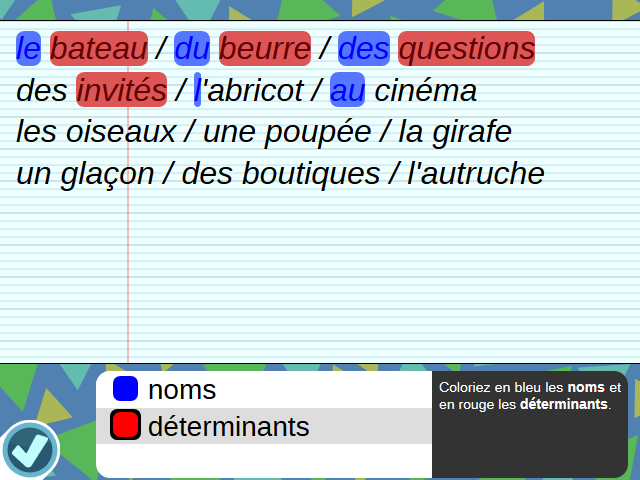 le bateau / du beurre / des questions
des invités / l'abricot / au cinéma
les oiseaux / une poupée / la girafe
un glaçon / des boutiques / l'autruche
noms
déterminants
Coloriez en bleu les noms et
en rouge les déterminants.